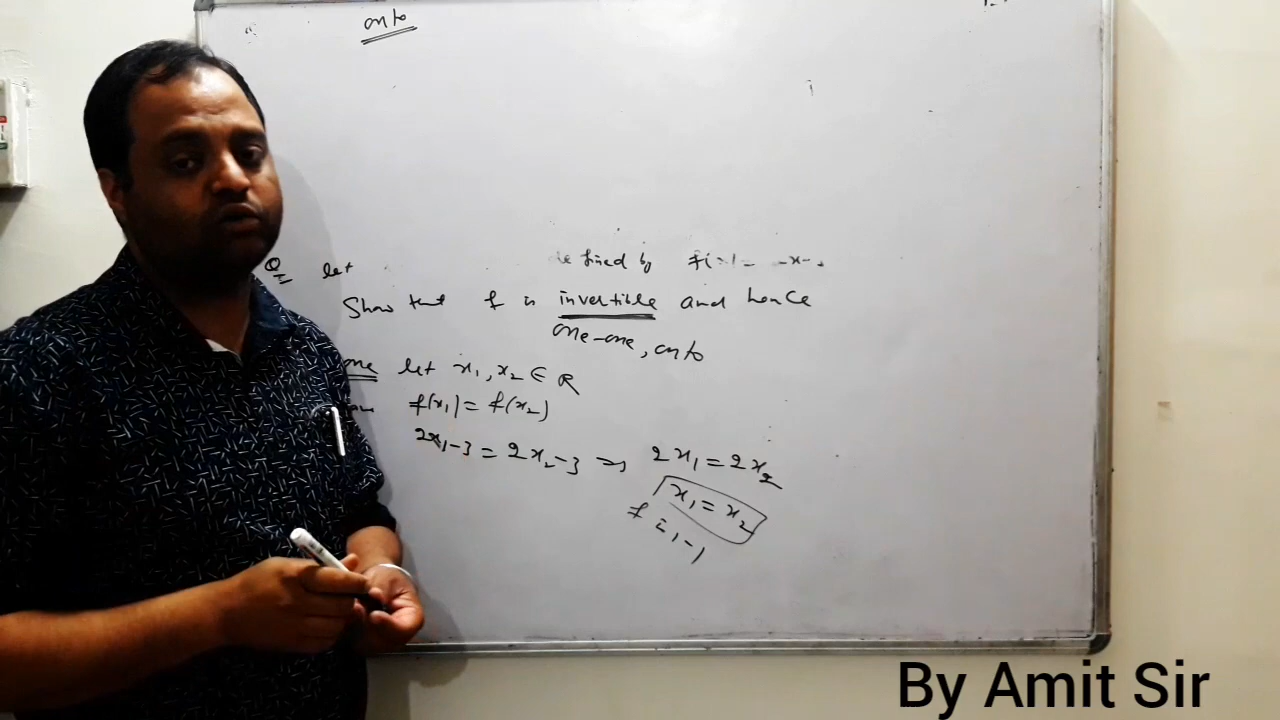 onto
Q let defined by
Show that f is invertible and hence
one-one, onto
one let x₁, x₂ ∈ R
f(x₁) = f(x₂)
2x₁-3 = 2x₂-3 ⇒ 2x₁ = 2x₂
x₁ = x₂
f is 1-1
By Amit Sir